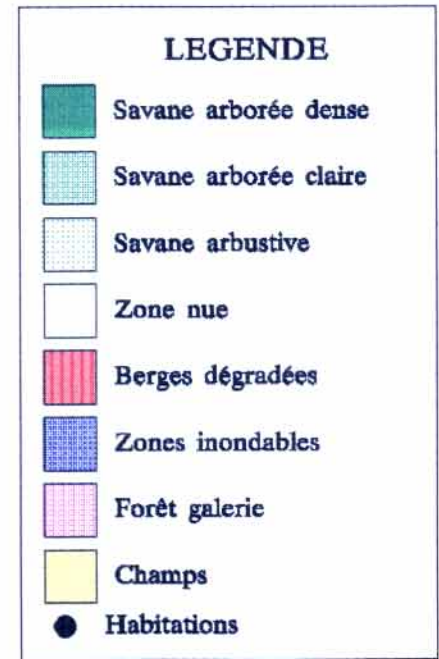 LEGENDE
Savane arborée dense
Savane arborée claire
Savane arbustive
Zone nue
Berges dégradées
Zones inondables
Forêt galerie
Champs
Habitations